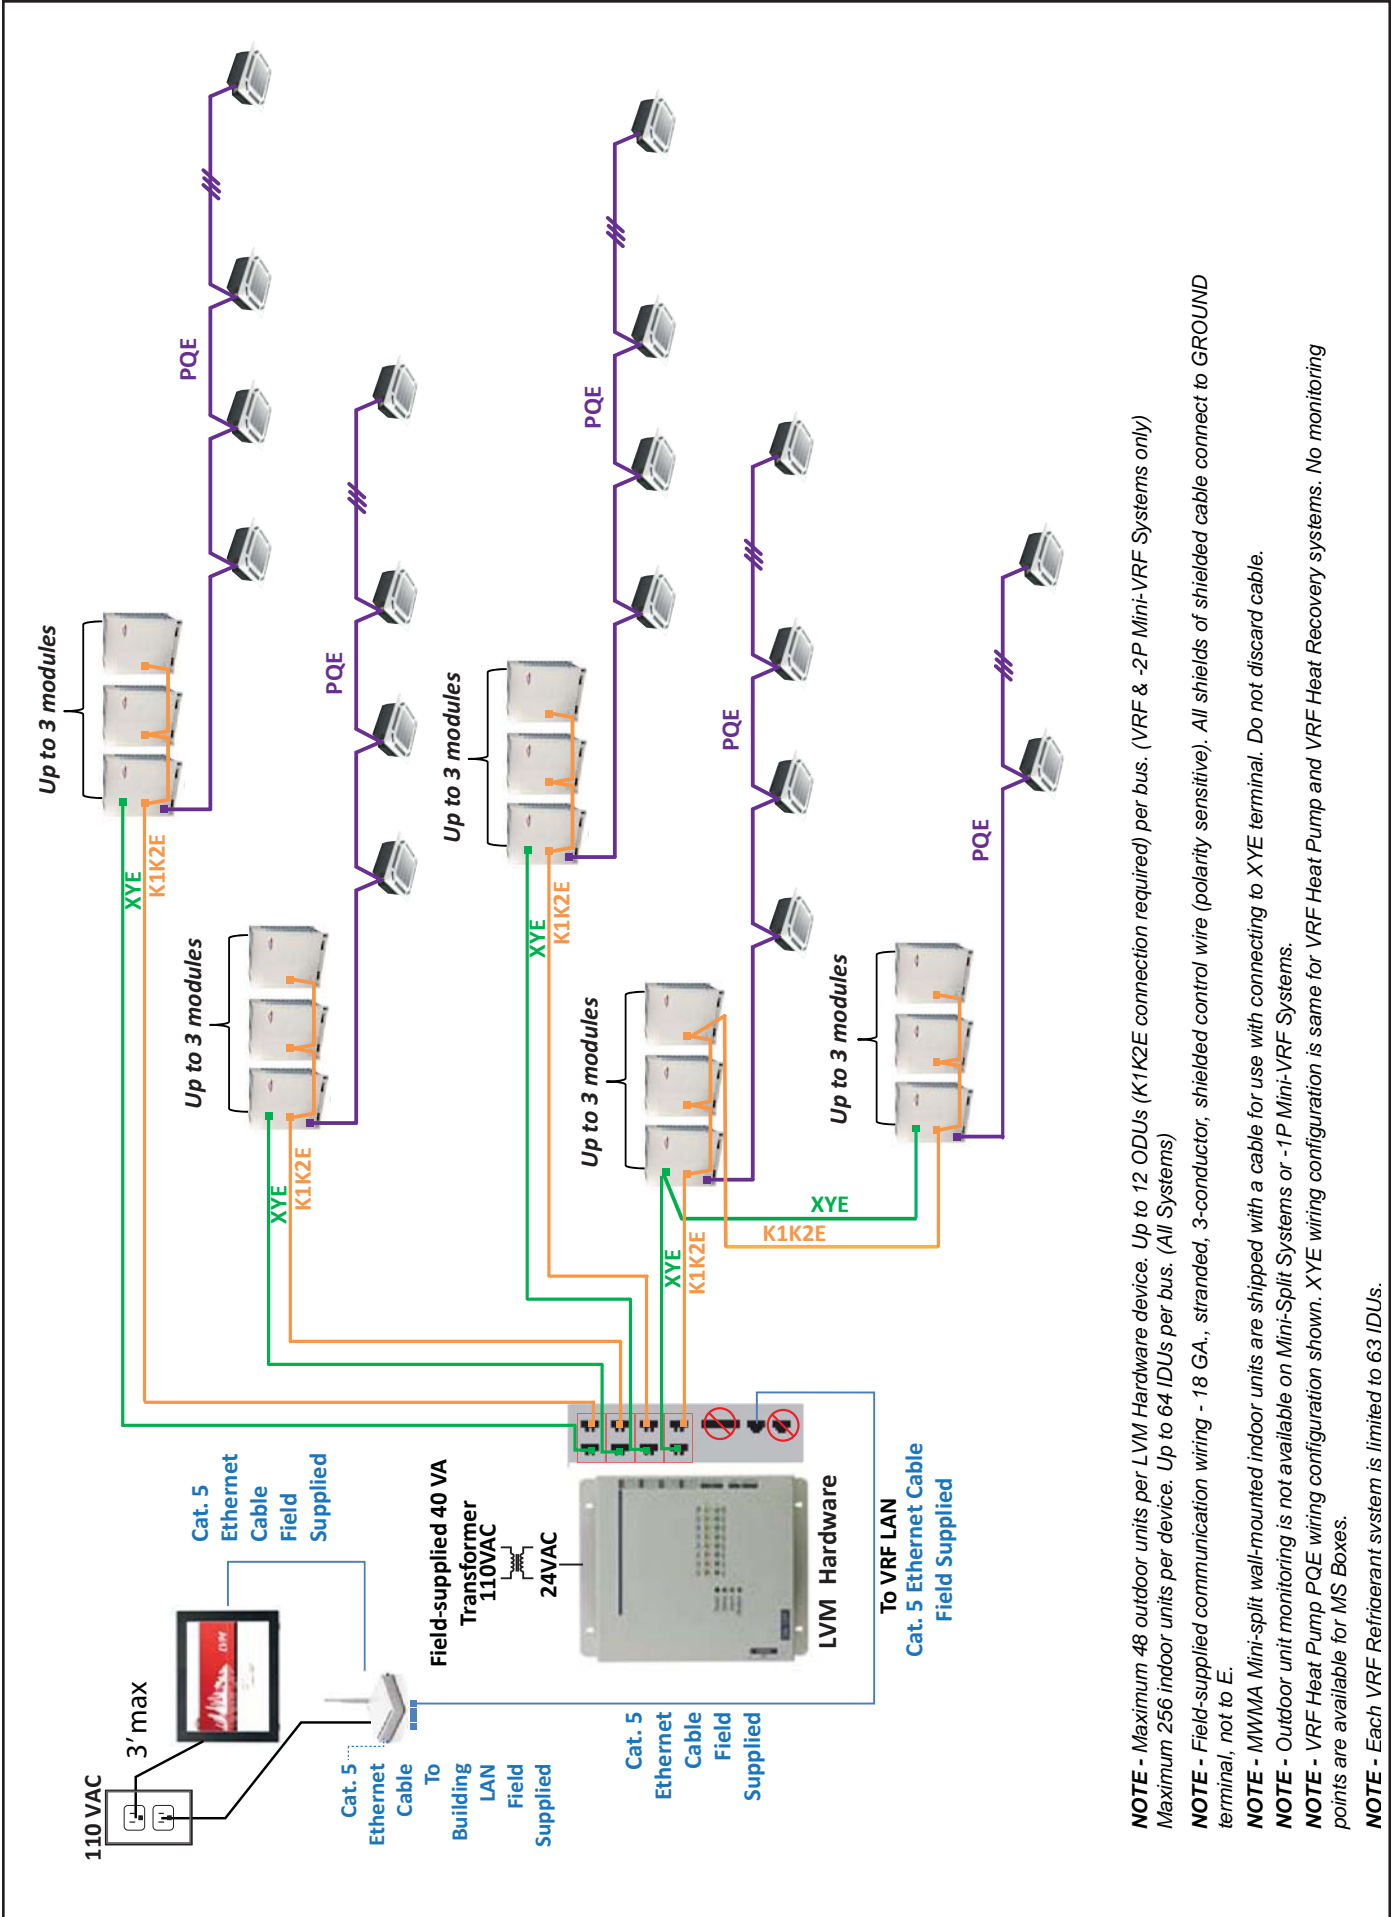 110 VAC
3’ max
Cat. 5
Ethernet
Cable
Field
Supplied
Cat. 5
Ethernet
Cable
To
Building
LAN
Field
Supplied
Field-supplied 40 VA
Transformer
110VAC
24VAC
LVM Hardware
Cat. 5
Ethernet
Cable
Field
Supplied
To VRF LAN
Cat. 5 Ethernet Cable
Field Supplied
Up to 3 modules
XYE
K1K2E
PQE
Up to 3 modules
XYE
K1K2E
PQE
Up to 3 modules
XYE
K1K2E
PQE
Up to 3 modules
XYE
K1K2E
PQE
XYE
K1K2E
Up to 3 modules
PQE
NOTE - Maximum 48 outdoor units per LVM Hardware device. Up to 12 ODUs (K1K2E connection required) per bus. (VRF & -2P Mini-VRF Systems only)
Maximum 256 indoor units per device. Up to 64 IDUs per bus. (All Systems)
NOTE - Field-supplied communication wiring - 18 GA., stranded, 3-conductor, shielded control wire (polarity sensitive). All shields of shielded cable connect to GROUND
terminal, not to E.
NOTE - MWMA Mini-split wall-mounted indoor units are shipped with a cable for use with connecting to XYE terminal. Do not discard cable.
NOTE - Outdoor unit monitoring is not available on Mini-Split Systems or -1P Mini-VRF Systems.
NOTE - VRF Heat Pump PQE wiring configuration shown. XYE wiring configuration is same for VRF Heat Pump and VRF Heat Recovery systems. No monitoring
points are available for MS Boxes.
NOTE - Each VRF Refrigerant system is limited to 63 IDUs.